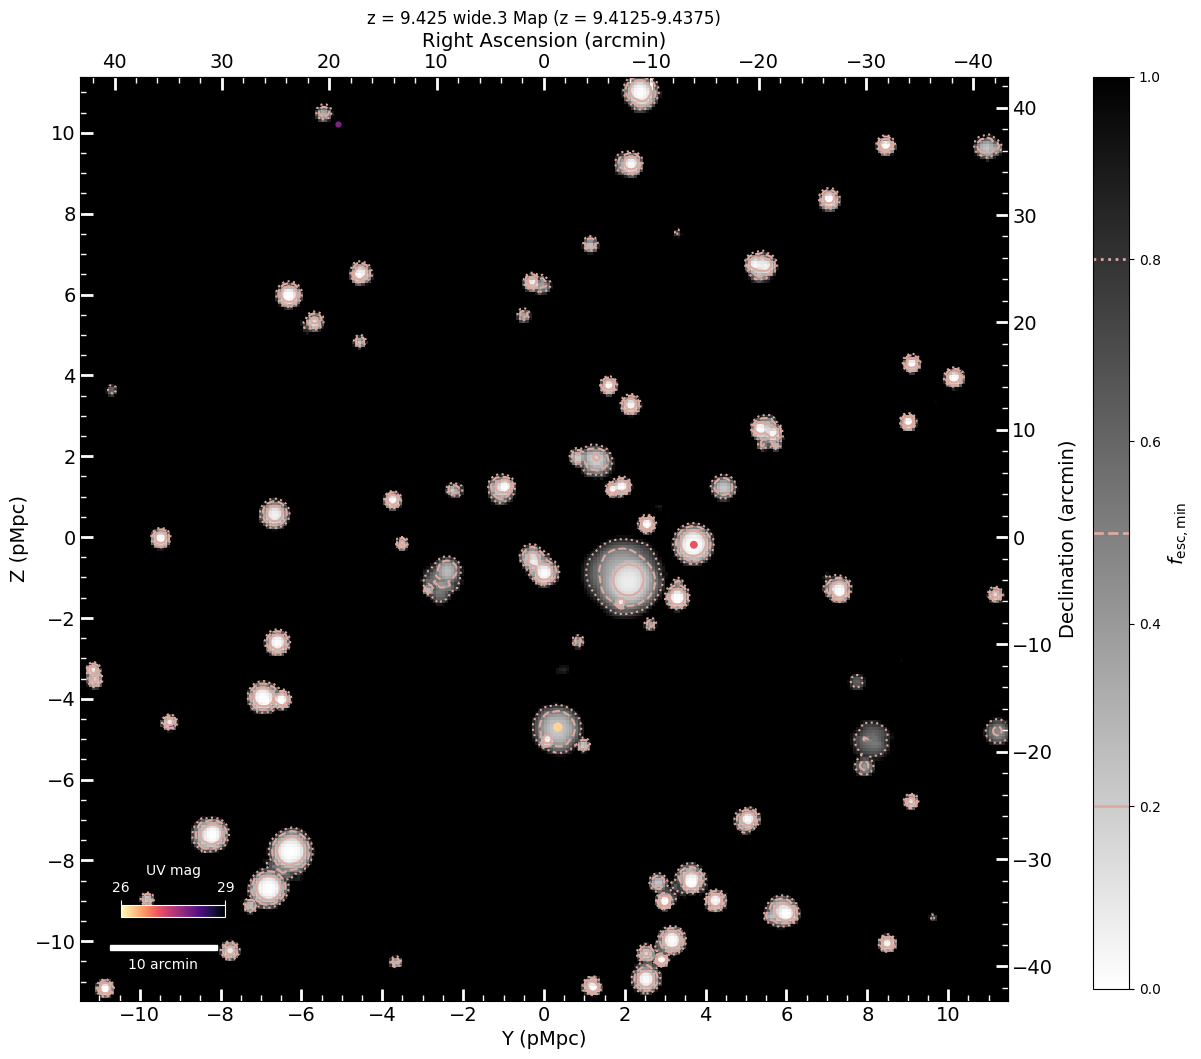 z = 9.425 wide.3 Map (z = 9.4125-9.4375)
Right Ascension (arcmin)
40 30 20 10 0 −10 −20 −30 −40
10
8
6
4
2
0
−2
−4
−6
−8
−10
Z (pMpc)
−10 −8 −6 −4 −2 0 2 4 6 8 10
Y (pMpc)
40
30
20
10
0
−10
−20
−30
−40
Declination (arcmin)
UV mag
26 29
10 arcmin
1.0
0.8
0.6
0.4
0.2
0.0
fesc, min